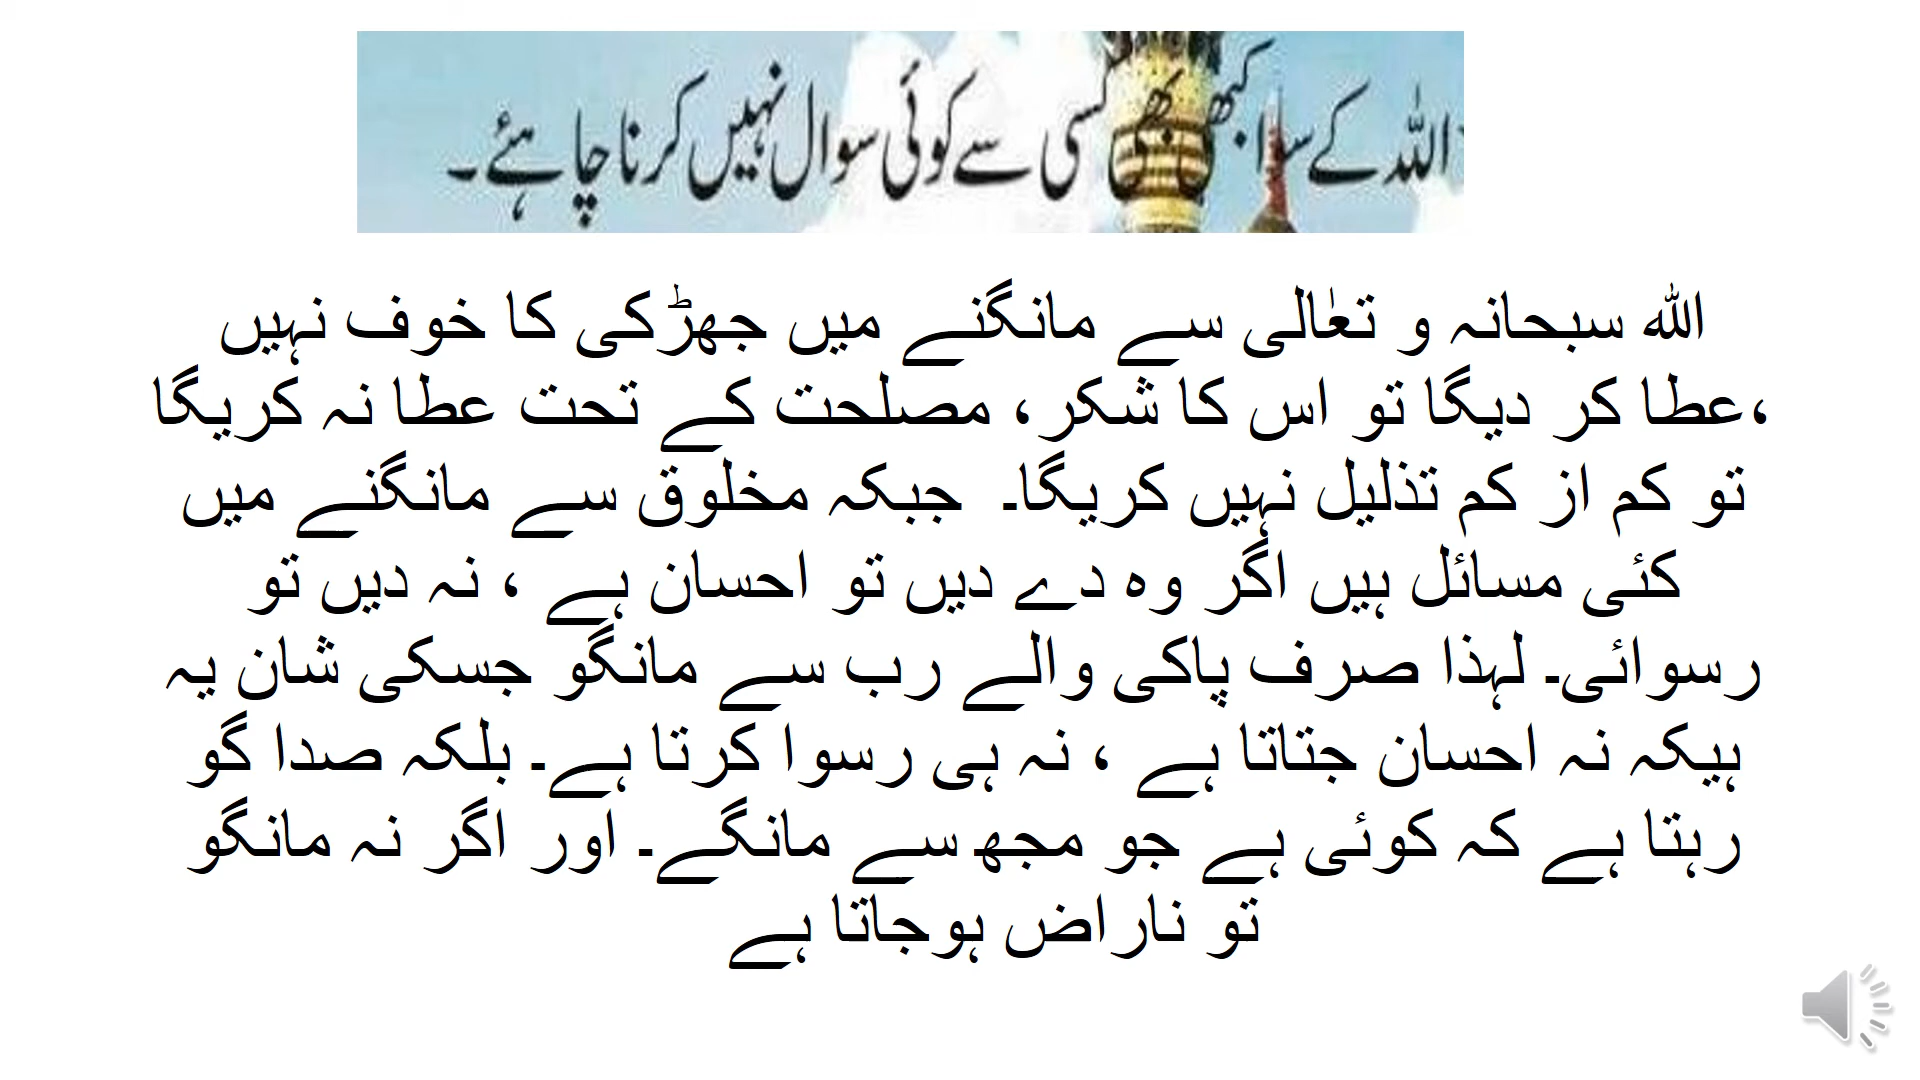 اللہ کے سوا کبھی بھی کسی سے کوئی سوال نہیں کرنا چاہئے۔
اللہ سبحانہ و تعٰالی سے مانگنے میں جھڑکی کا خوف نہیں
،عطا کر دیگا تو اس کا شکر، مصلحت کے تحت عطا نہ کریگا
تو کم از کم تذلیل نہیں کریگا۔ جبکہ مخلوق سے مانگنے میں
کئی مسائل ہیں اگر وہ دے دیں تو احسان ہے ، نہ دیں تو
رسوائی۔ لہذا صرف پاکی والے رب سے مانگو جسکی شان یہ
ہیکہ نہ احسان جتاتا ہے ، نہ ہی رسوا کرتا ہے۔ بلکہ صدا گو
رہتا ہے کہ کوئی ہے جو مجھ سے مانگے۔ اور اگر نہ مانگو
تو ناراض ہوجاتا ہے